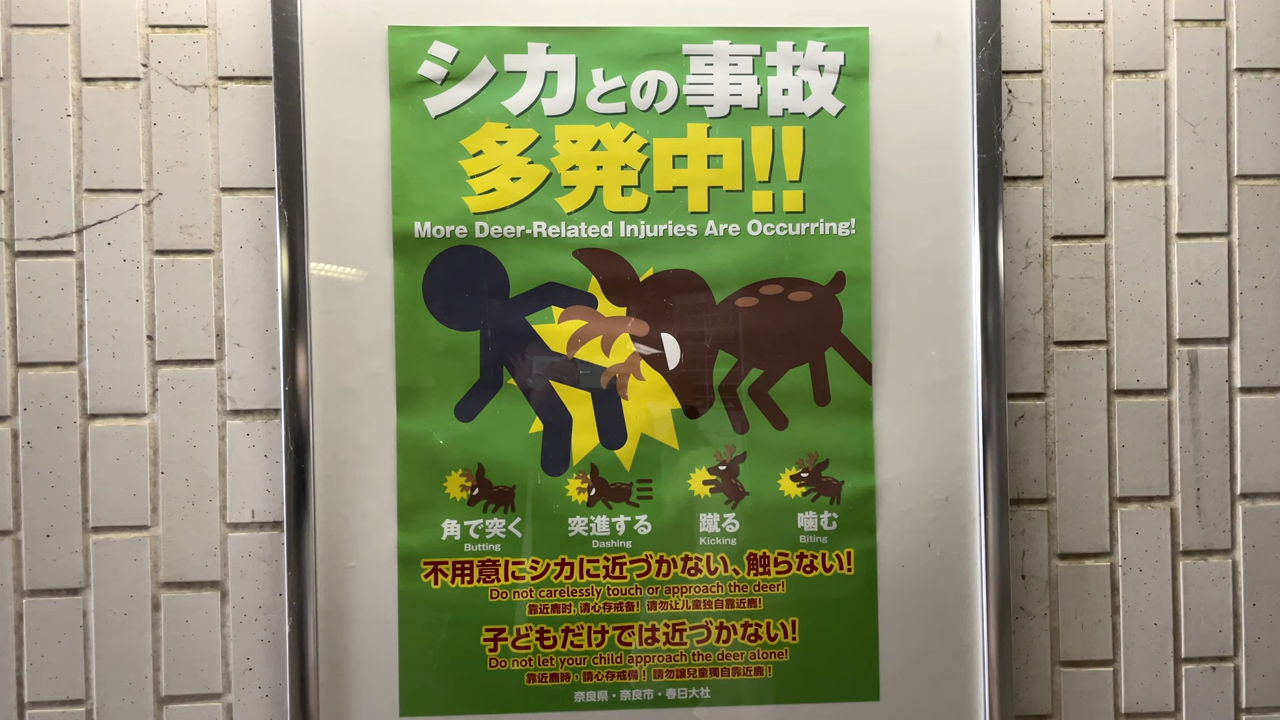 シカとの事故
多発中!!
More Deer-Related Injuries Are Occurring!
角で突く 突進する 蹴る 噛む
Butting Dashing Kicking Biting
不用意にシカに近づかない、触らない!
Do not carelessly touch or approach the deer!
靠近鹿时,请心存戒备! 请勿让儿童独自靠近鹿!
子どもだけでは近づかない!
Do not let your child approach the deer alone!
靠近鹿時,請心存戒備! 請勿讓兒童獨自靠近鹿!
奈良県・奈良市・春日大社